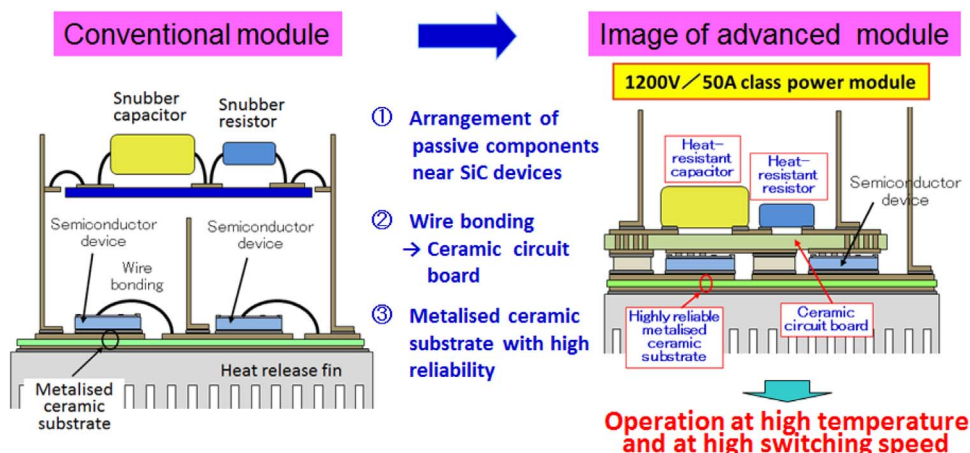 Conventional module
Image of advanced module
1200V／50A class power module
Snubber
capacitor
Snubber
resistor
Semiconductor
device
Semiconductor
device
Wire
bonding
Heat release fin
Metalised
ceramic
substrate
① Arrangement of
passive components
near SiC devices
② Wire bonding
→ Ceramic circuit
board
③ Metalised ceramic
substrate with high
reliability
Heat-
resistant
capacitor
Heat-
resistant
resistor
Semiconductor
device
Highly reliable
metalised
ceramic
substrate
Ceramic
circuit board
Operation at high temperature
and at high switching speed